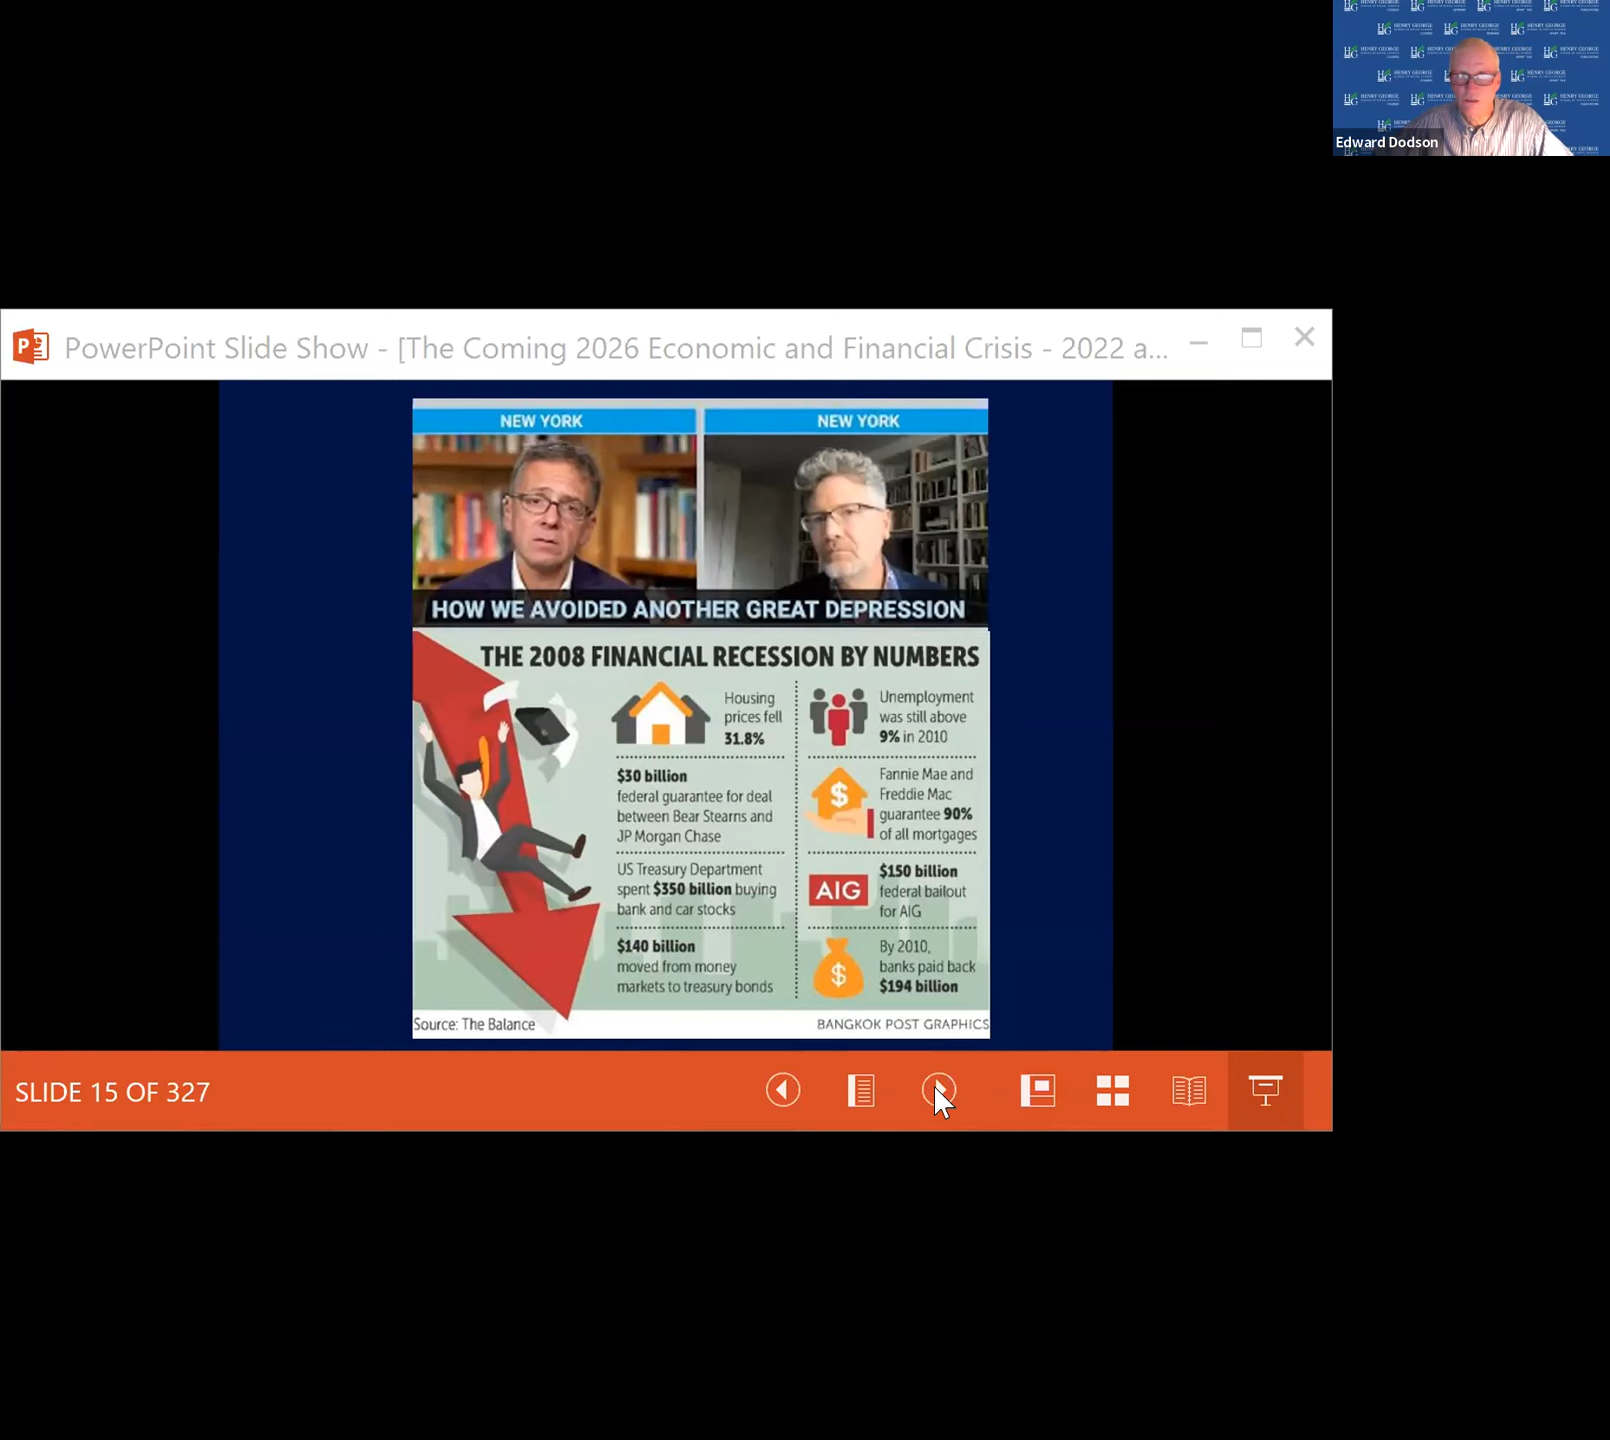 HENRY GEORGE
Edward Dodson
PowerPoint Slide Show - [The Coming 2026 Economic and Financial Crisis - 2022 a...
NEW YORK
NEW YORK
HOW WE AVOIDED ANOTHER GREAT DEPRESSION
THE 2008 FINANCIAL RECESSION BY NUMBERS
Housing
prices fell
31.8%
$30 billion
federal guarantee for deal
between Bear Stearns and
JP Morgan Chase
US Treasury Department
spent $350 billion buying
bank and car stocks
$140 billion
moved from money
markets to treasury bonds
Unemployment
was still above
9% in 2010
$
Fannie Mae and
Freddie Mac
guarantee 90%
of all mortgages
AIG
$150 billion
federal bailout
for AIG
$
By 2010,
banks paid back
$194 billion
Source: The Balance
BANGKOK POST GRAPHICS
SLIDE 15 OF 327